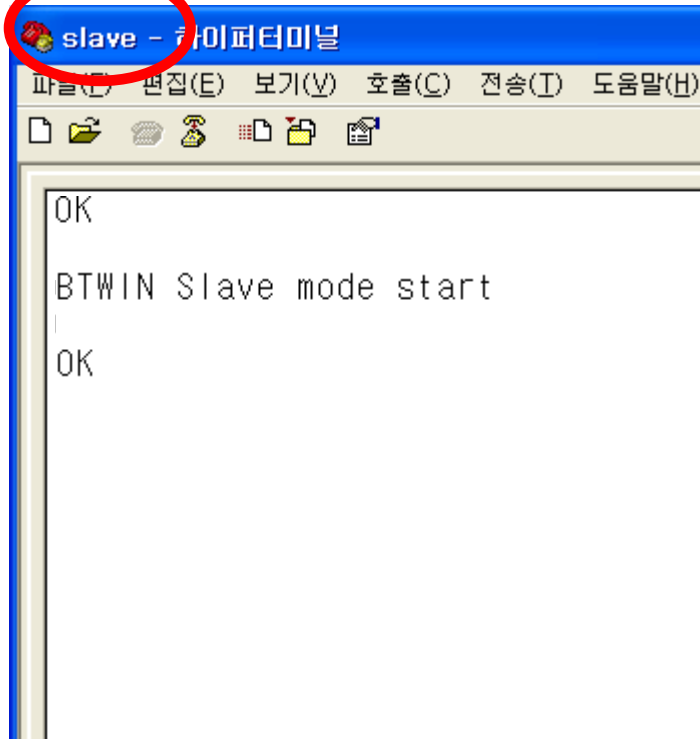 slave - 하이퍼터미널
파일(F) 편집(E) 보기(V) 호출(C) 전송(T) 도움말(H)
OK
BTWIN Slave mode start
OK